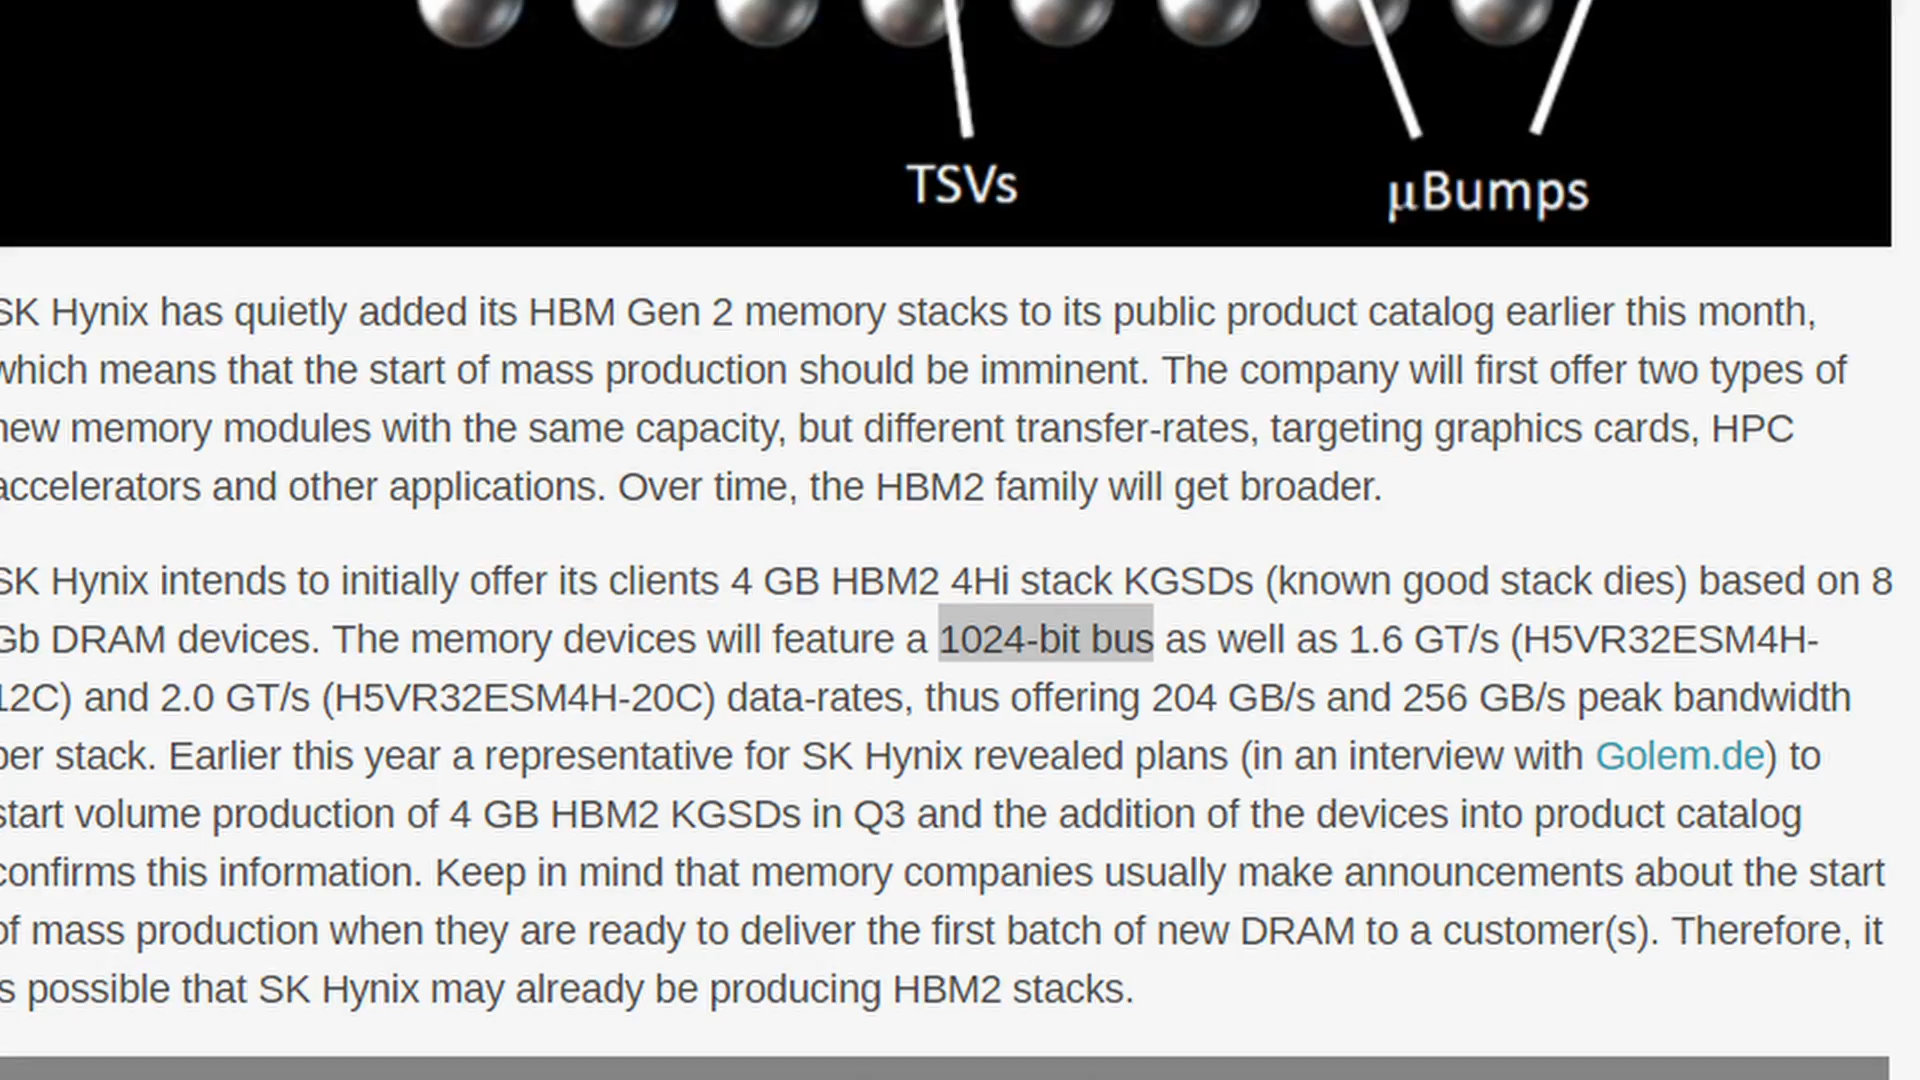 TSVs
µBumps
SK Hynix has quietly added its HBM Gen 2 memory stacks to its public product catalog earlier this month,
which means that the start of mass production should be imminent. The company will first offer two types of
new memory modules with the same capacity, but different transfer-rates, targeting graphics cards, HPC
accelerators and other applications. Over time, the HBM2 family will get broader.
SK Hynix intends to initially offer its clients 4 GB HBM2 4Hi stack KGSDs (known good stack dies) based on 8
Gb DRAM devices. The memory devices will feature a 1024-bit bus as well as 1.6 GT/s (H5VR32ESM4H-
12C) and 2.0 GT/s (H5VR32ESM4H-20C) data-rates, thus offering 204 GB/s and 256 GB/s peak bandwidth
per stack. Earlier this year a representative for SK Hynix revealed plans (in an interview with Golem.de) to
start volume production of 4 GB HBM2 KGSDs in Q3 and the addition of the devices into product catalog
confirms this information. Keep in mind that memory companies usually make announcements about the start
of mass production when they are ready to deliver the first batch of new DRAM to a customer(s). Therefore, it
is possible that SK Hynix may already be producing HBM2 stacks.